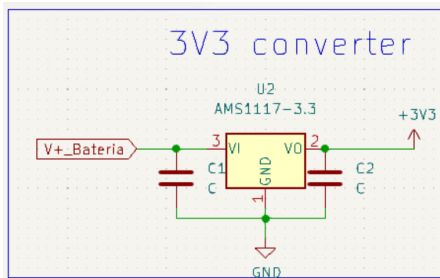 3V3 converter
U2
AMS1117-3.3
+3V3
V+_Bateria
3
VI
VO
2
GND
1
C1
C
C2
C
GND